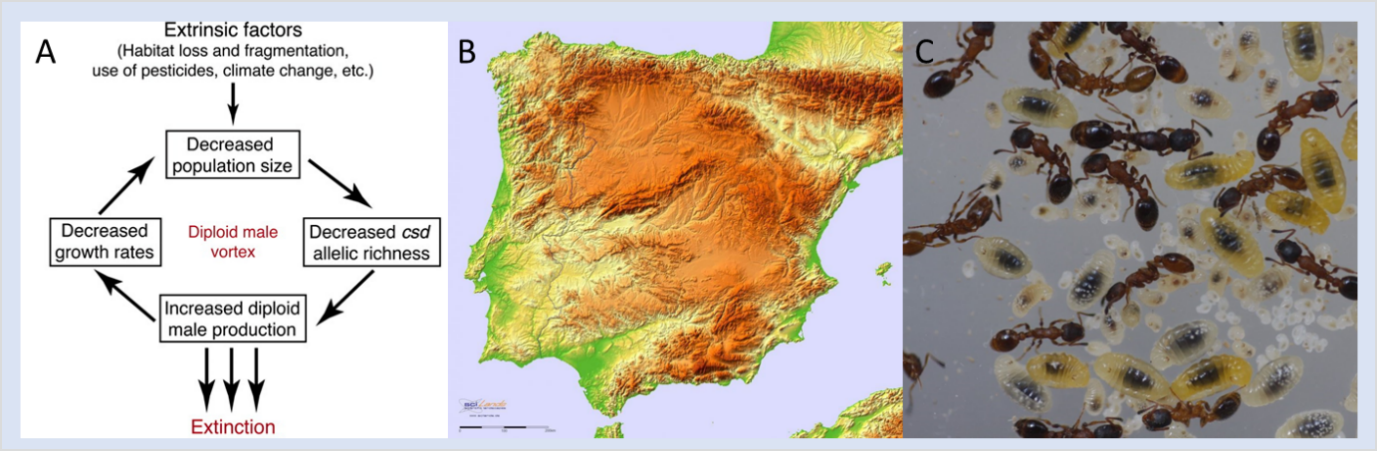 A
Extrinsic factors
(Habitat loss and fragmentation,
use of pesticides, climate change, etc.)
Decreased
population size
Decreased
growth rates
Diploid male
vortex
Decreased csd
allelic richness
Increased diploid
male production
Extinction
B
C